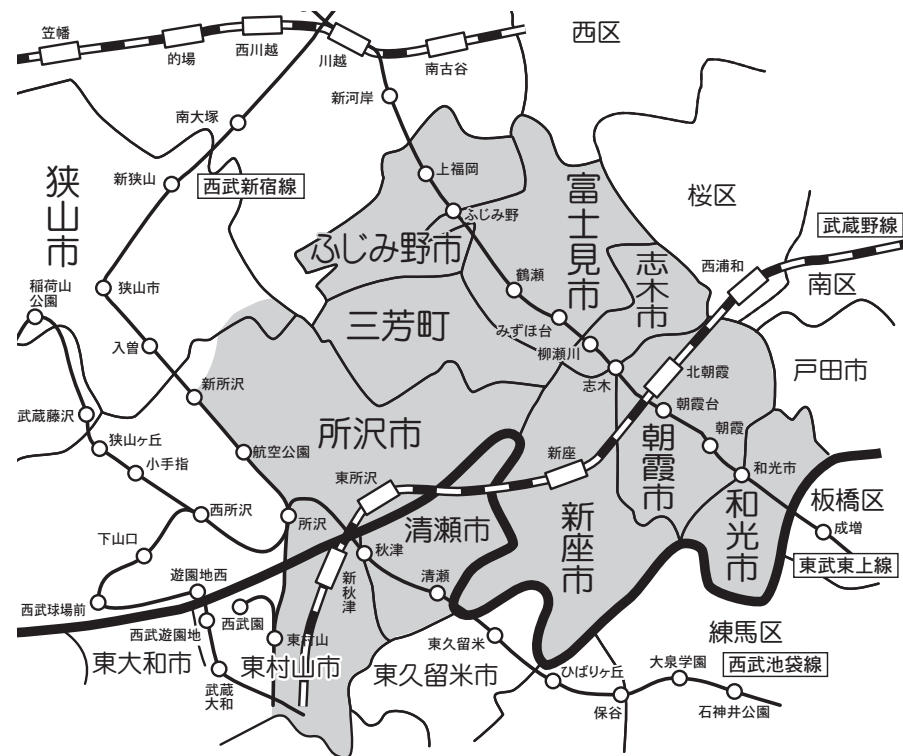 笠幡
的場
西川越
川越
南古谷
西区
新河岸
南大塚
上福岡
新狭山
西武新宿線
狭山市
ふじみ野
富士見市
桜区
武蔵野線
ふじみ野市
志木市
西浦和
南区
稲荷山
公園
狭山市
鶴瀬
三芳町
みずほ台
柳瀬川
入曽
志木
北朝霞
戸田市
新所沢
武蔵藤沢
朝霞台
所沢市
狭山ヶ丘
航空公園
新座
朝霞
朝霞市
小手指
東所沢
和光市
板橋区
西所沢
所沢
清瀬市
新座市
和光市
成増
下山口
秋津
東武東上線
遊園地西
新秋津
清瀬
西武球場前
西武園
西武遊園地
東村山
東久留米
練馬区
東大和市
東村山市
東久留米市
西武池袋線
武蔵
大和
ひばりヶ丘
大泉学園
保谷
石神井公園